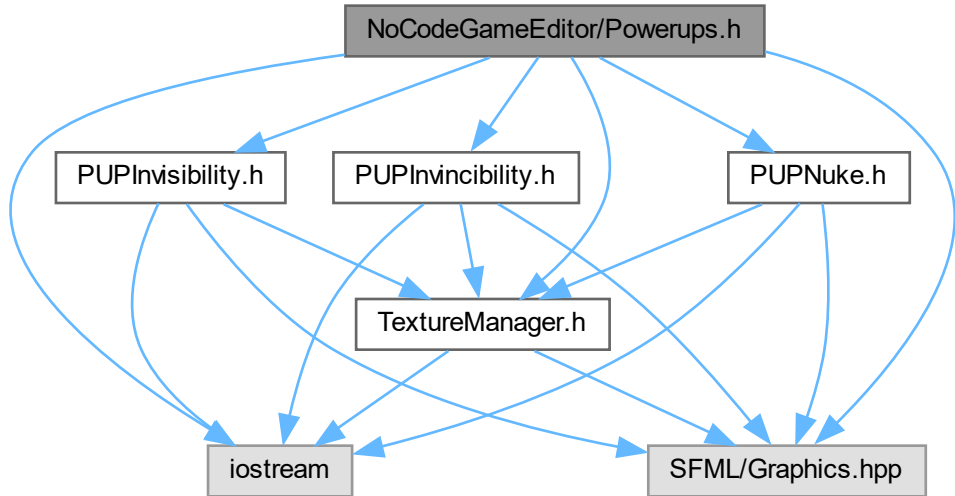 NoCodeGameEditor/Powerups.h
PUPInvisibility.h
PUPInvincibility.h
PUPNuke.h
TextureManager.h
iostream
SFML/Graphics.hpp